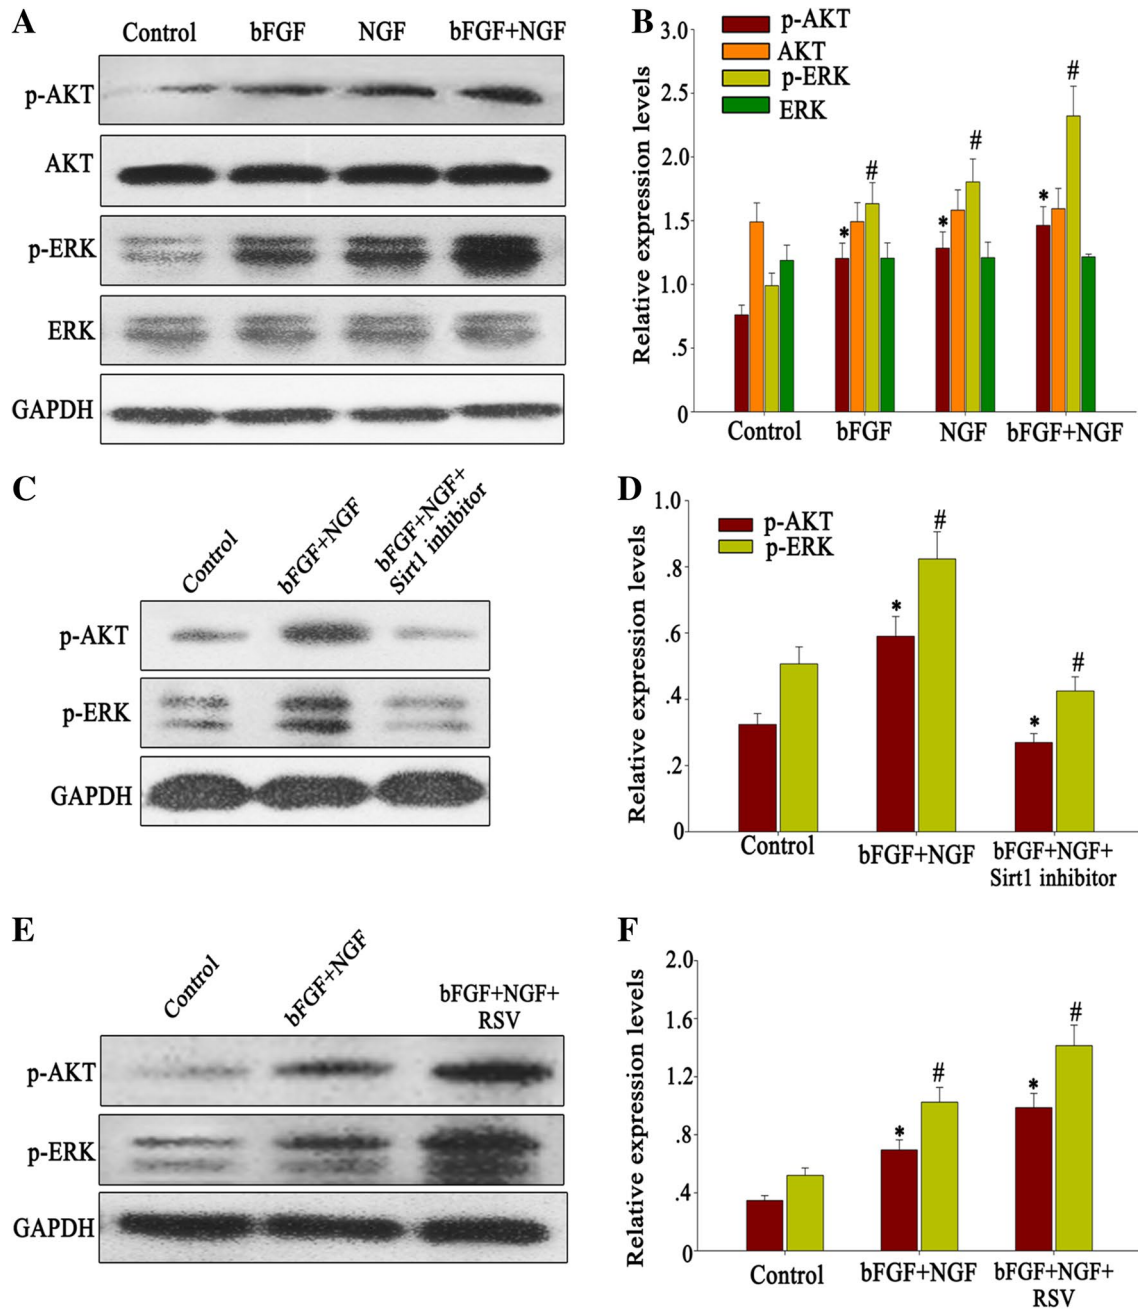 A
Control bFGF NGF bFGF+NGF
p-AKT
AKT
p-ERK
ERK
GAPDH
B
p-AKT
AKT
p-ERK
ERK
Relative expression levels
3.0
2.5
2.0
1.5
1.0
.5
0
* # * # * #
Control bFGF NGF bFGF+NGF
C
Control
bFGF+NGF
bFGF+NGF+
Sirt1 inhibitor
p-AKT
p-ERK
GAPDH
D
p-AKT
p-ERK
Relative expression levels
1.0
.8
.6
.4
.2
0
* # * #
Control
bFGF+NGF
bFGF+NGF+
Sirt1 inhibitor
E
Control
bFGF+NGF
bFGF+NGF+
RSV
p-AKT
p-ERK
GAPDH
F
Relative expression levels
2.0
1.6
1.2
.8
.4
0
* # * #
Control
bFGF+NGF
bFGF+NGF+
RSV